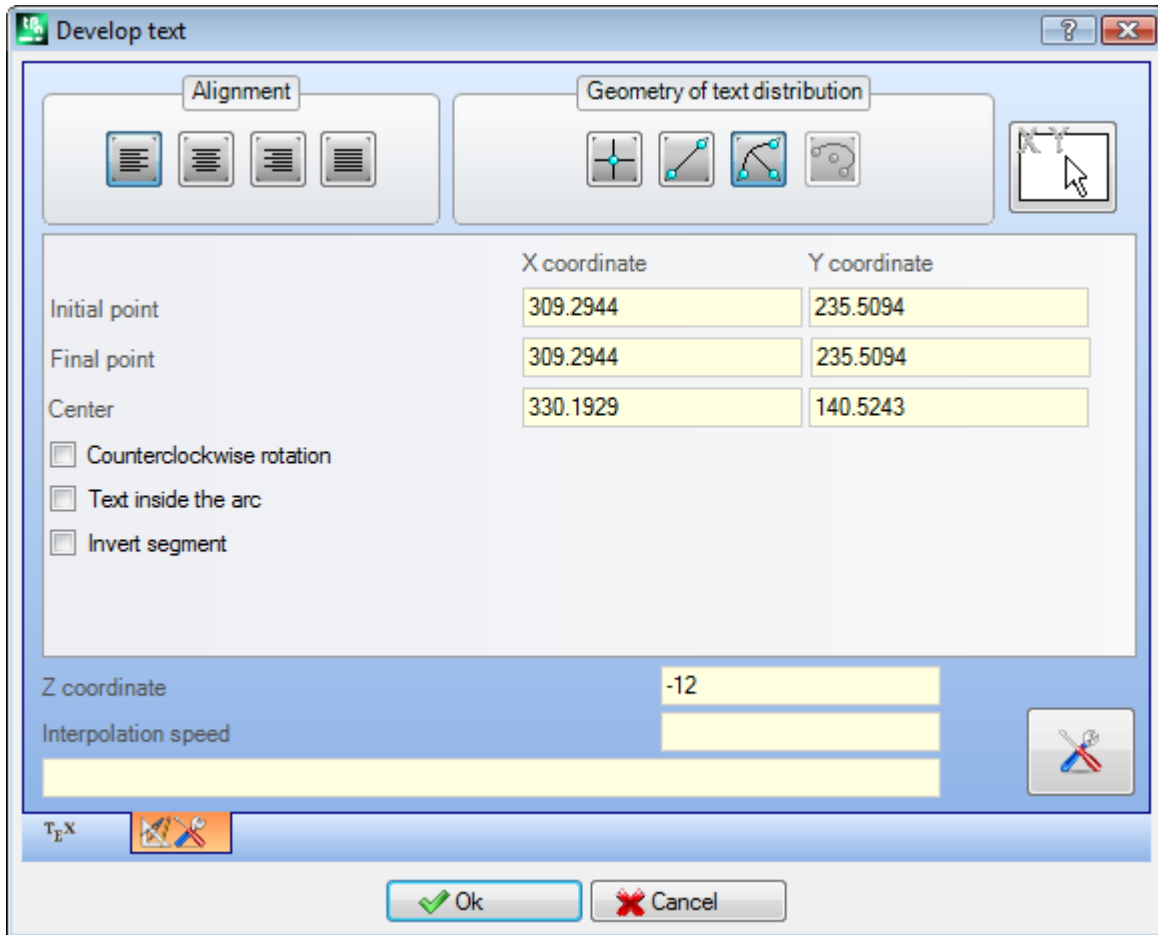 Develop text
Alignment
Geometry of text distribution
X Y
X coordinate Y coordinate
Initial point 309.2944 235.5094
Final point 309.2944 235.5094
Center 330.1929 140.5243
Counterclockwise rotation
Text inside the arc
Invert segment
Z coordinate -12
Interpolation speed
TEX
Ok Cancel